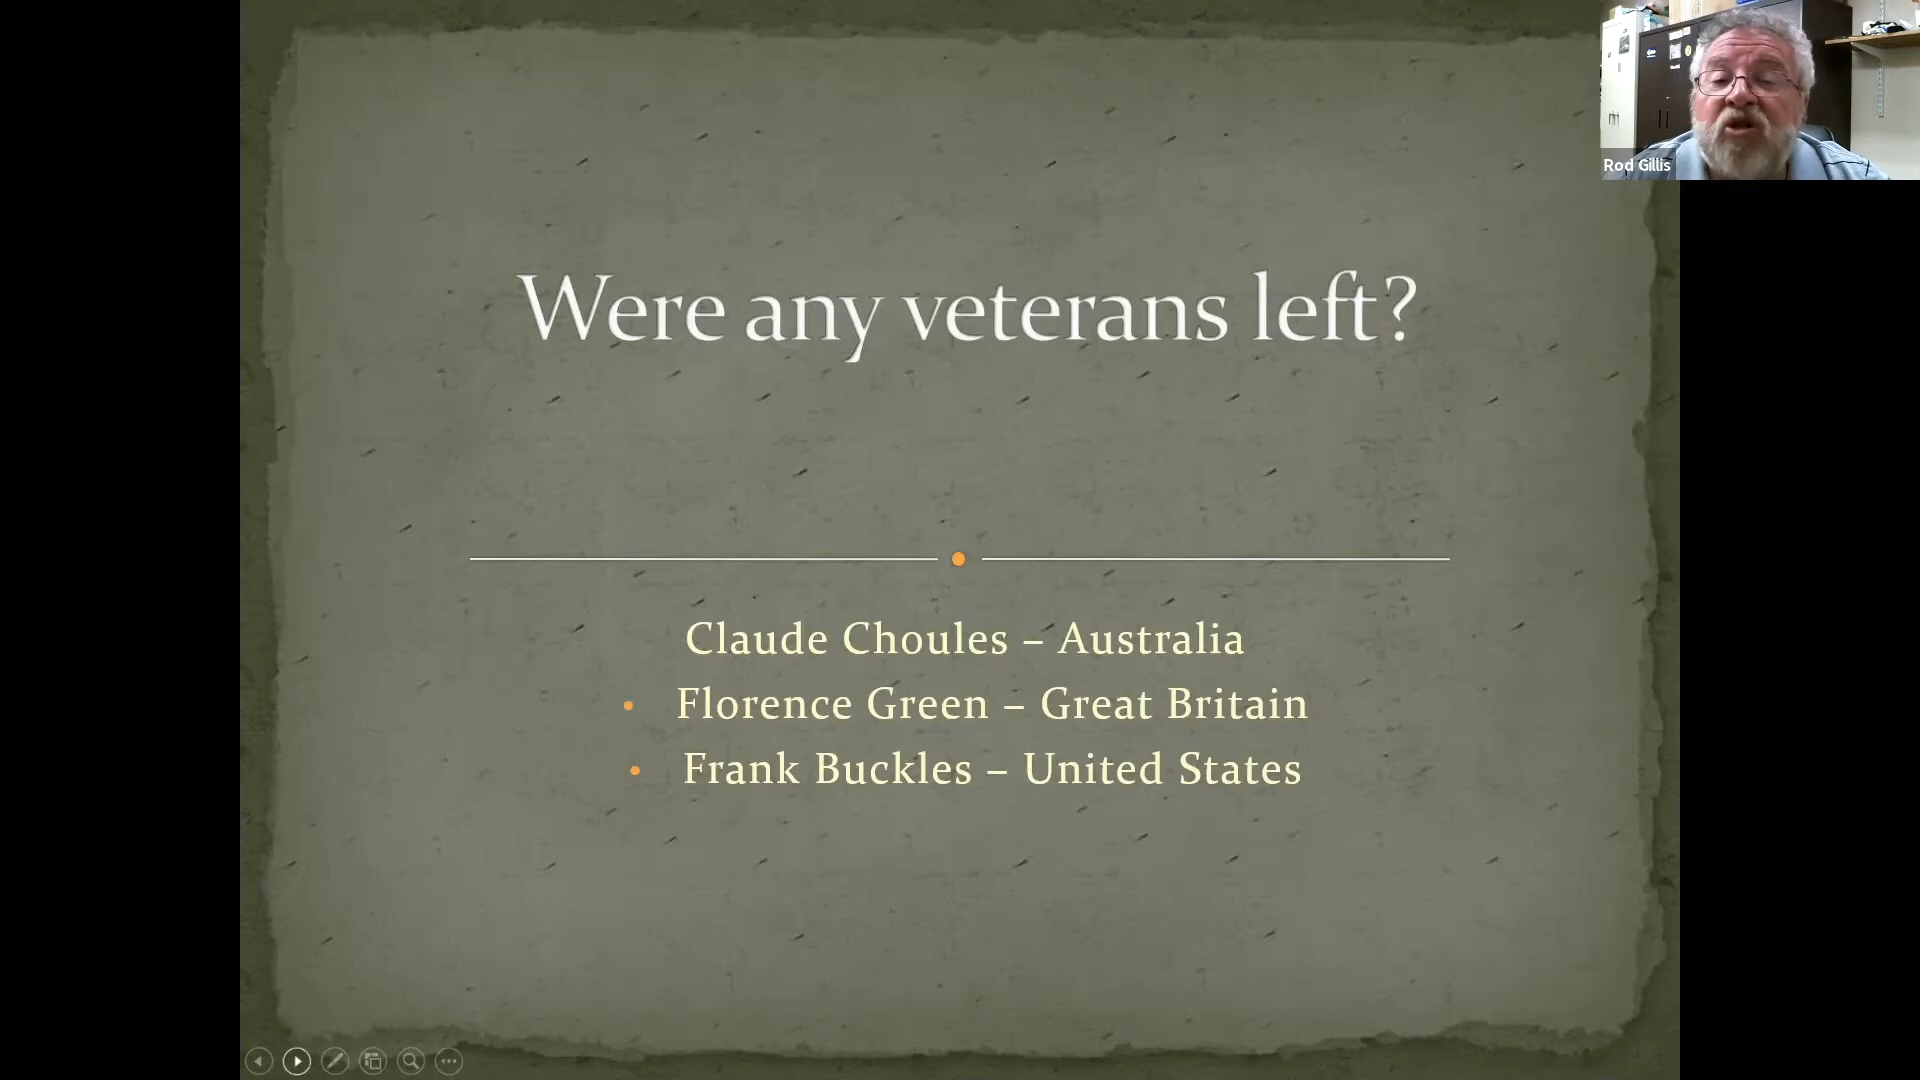 Rod Gillis
Were any veterans left?
Claude Choules – Australia
• Florence Green – Great Britain
• Frank Buckles – United States